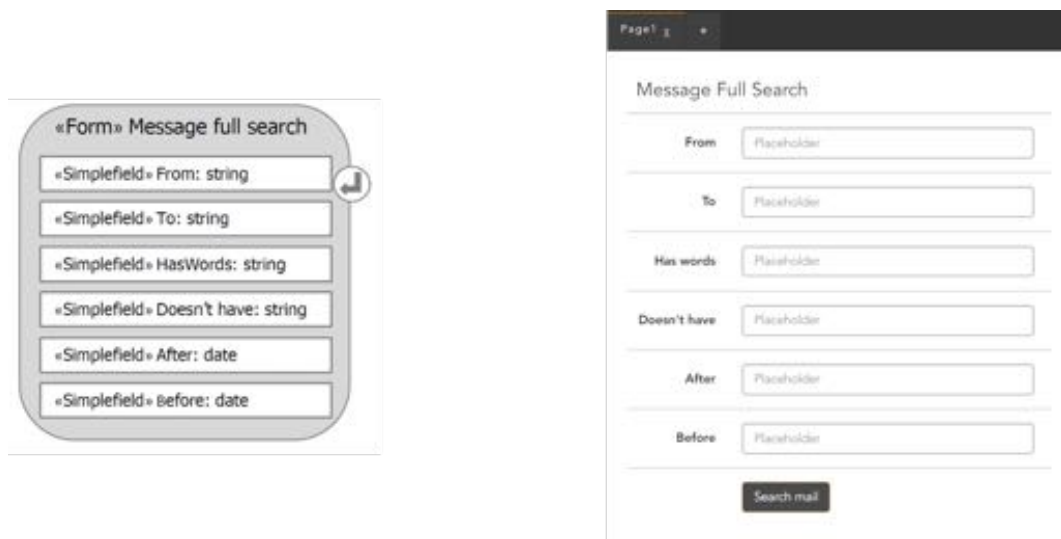 «Form» Message full search
«Simplefield» From: string
«Simplefield» To: string
«Simplefield» HasWords: string
«Simplefield» Doesn't have: string
«Simplefield» After: date
«Simplefield» Before: date
Page1 x +
Message Full Search
From Placeholder
To Placeholder
Has words Placeholder
Doesn't have Placeholder
After Placeholder
Before Placeholder
Search mail